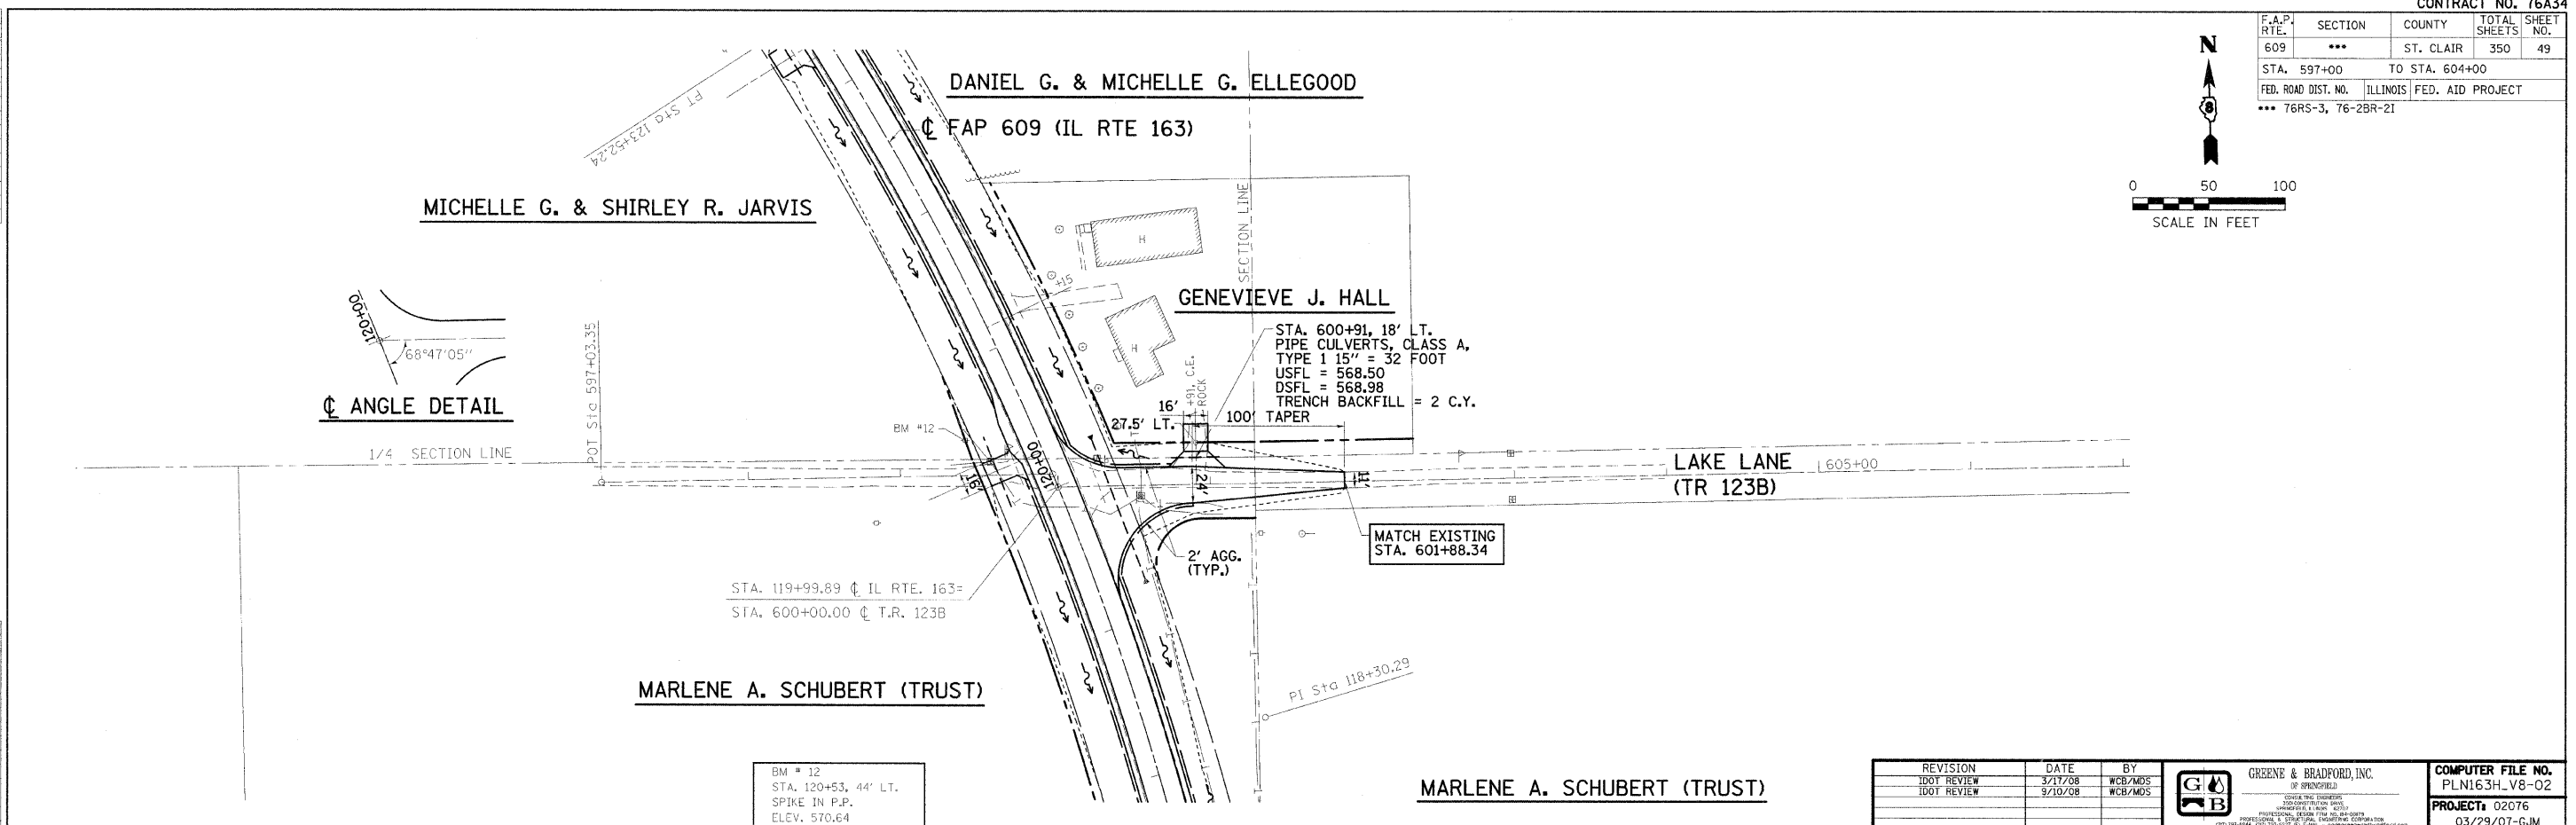 CONTRACT NO. 76A34
F.A.P. RTE. SECTION COUNTY TOTAL SHEETS SHEET NO.
609 *** ST. CLAIR 350 49
STA. 597+00 TO STA. 604+00
FED. ROAD DIST. NO. ILLINOIS FED. AID PROJECT
*** 76RS-3, 76-2BR-2I
N
8
0 50 100
SCALE IN FEET
DANIEL G. & MICHELLE G. ELLEGOOD
℄ FAP 609 (IL RTE 163)
PT Sta 123+52.24
MICHELLE G. & SHIRLEY R. JARVIS
SECTION LINE
H
+15
GENEVIEVE J. HALL
H
STA. 600+91, 18' LT.
PIPE CULVERTS, CLASS A,
TYPE 1 15" = 32 FOOT
USFL = 568.50
DSFL = 568.98
TRENCH BACKFILL = 2 C.Y.
+91, C.E.
ROCK
16'
27.5' LT.
100' TAPER
120+00
68°47'05"
℄ ANGLE DETAIL
POT Sta 597+03.35
BM #12
1/4 SECTION LINE
16'
120+00
24'
11'
LAKE LANE
(TR 123B)
605+00
MATCH EXISTING
STA. 601+88.34
2' AGG.
(TYP.)
STA. 119+99.89 ℄ IL RTE. 163=
STA. 600+00.00 ℄ T.R. 123B
MARLENE A. SCHUBERT (TRUST)
PI Sta 118+30.29
BM # 12
STA. 120+53, 44' LT.
SPIKE IN P.P.
ELEV. 570.64
MARLENE A. SCHUBERT (TRUST)
REVISION DATE BY
IDOT REVIEW 3/17/08 WCB/MDS
IDOT REVIEW 9/10/08 WCB/MDS
G B
GREENE & BRADFORD, INC.
OF SPRINGFIELD
CONSULTING ENGINEERS
COMPUTER FILE NO.
PLN163H_V8-02
PROJECT: 02076
03/29/07-GJM